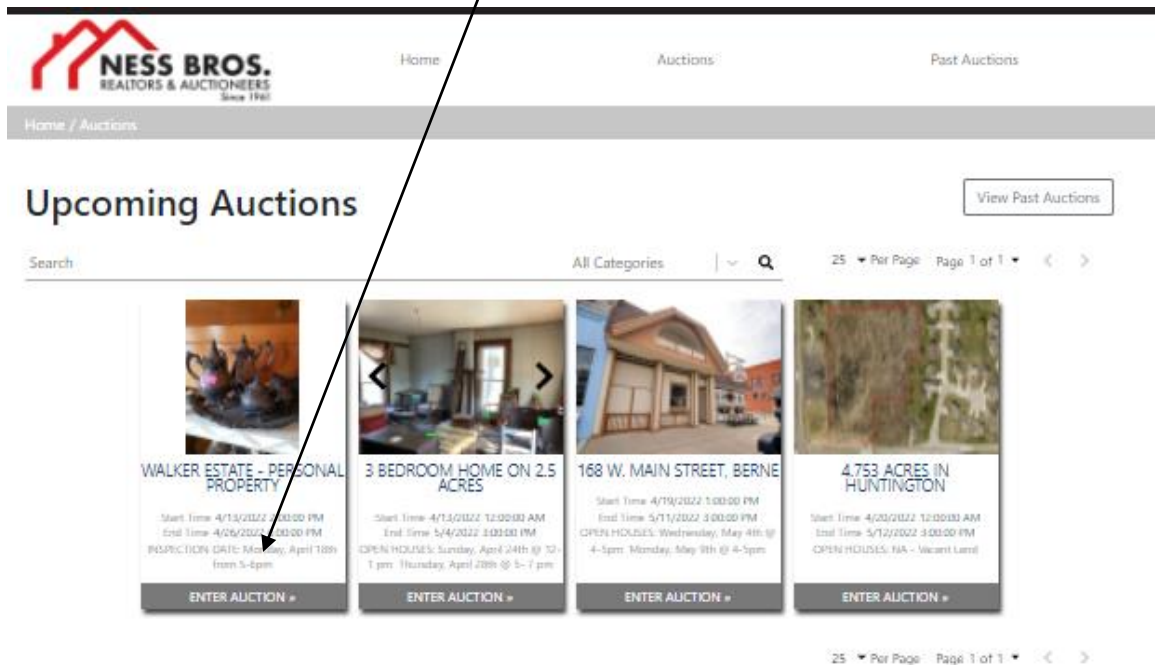 NESS BROS.
REALTORS & AUCTIONEERS
Since 1961
Home
Auctions
Past Auctions
Home / Auctions
Upcoming Auctions
View Past Auctions
Search
All Categories
25 Per Page Page 1 of 1
WALKER ESTATE - PERSONAL
PROPERTY
Start Time 4/13/2022 :00:00 PM
End Time 4/26/2022 :00:00 PM
INSPECTION DATE: Monday, April 18th
from 5-6pm
ENTER AUCTION »
3 BEDROOM HOME ON 2.5
ACRES
Start Time 4/13/2022 12:00:00 AM
End Time 5/4/2022 3:00:00 PM
OPEN HOUSES: Sunday, April 24th @ 12-
1 pm Thursday, April 28th @ 5- 7 pm
ENTER AUCTION »
168 W. MAIN STREET, BERNE
Start Time 4/19/2022 1:00:00 PM
End Time 5/11/2022 3:00:00 PM
OPEN HOUSES: Wednesday, May 4th @
4-5pm Monday, May 9th @ 4-5pm
ENTER AUCTION »
4.753 ACRES IN
HUNTINGTON
Start Time 4/20/2022 12:00:00 AM
End Time 5/12/2022 3:00:00 PM
OPEN HOUSES: NA - Vacant Land
ENTER AUCTION »
25 Per Page Page 1 of 1